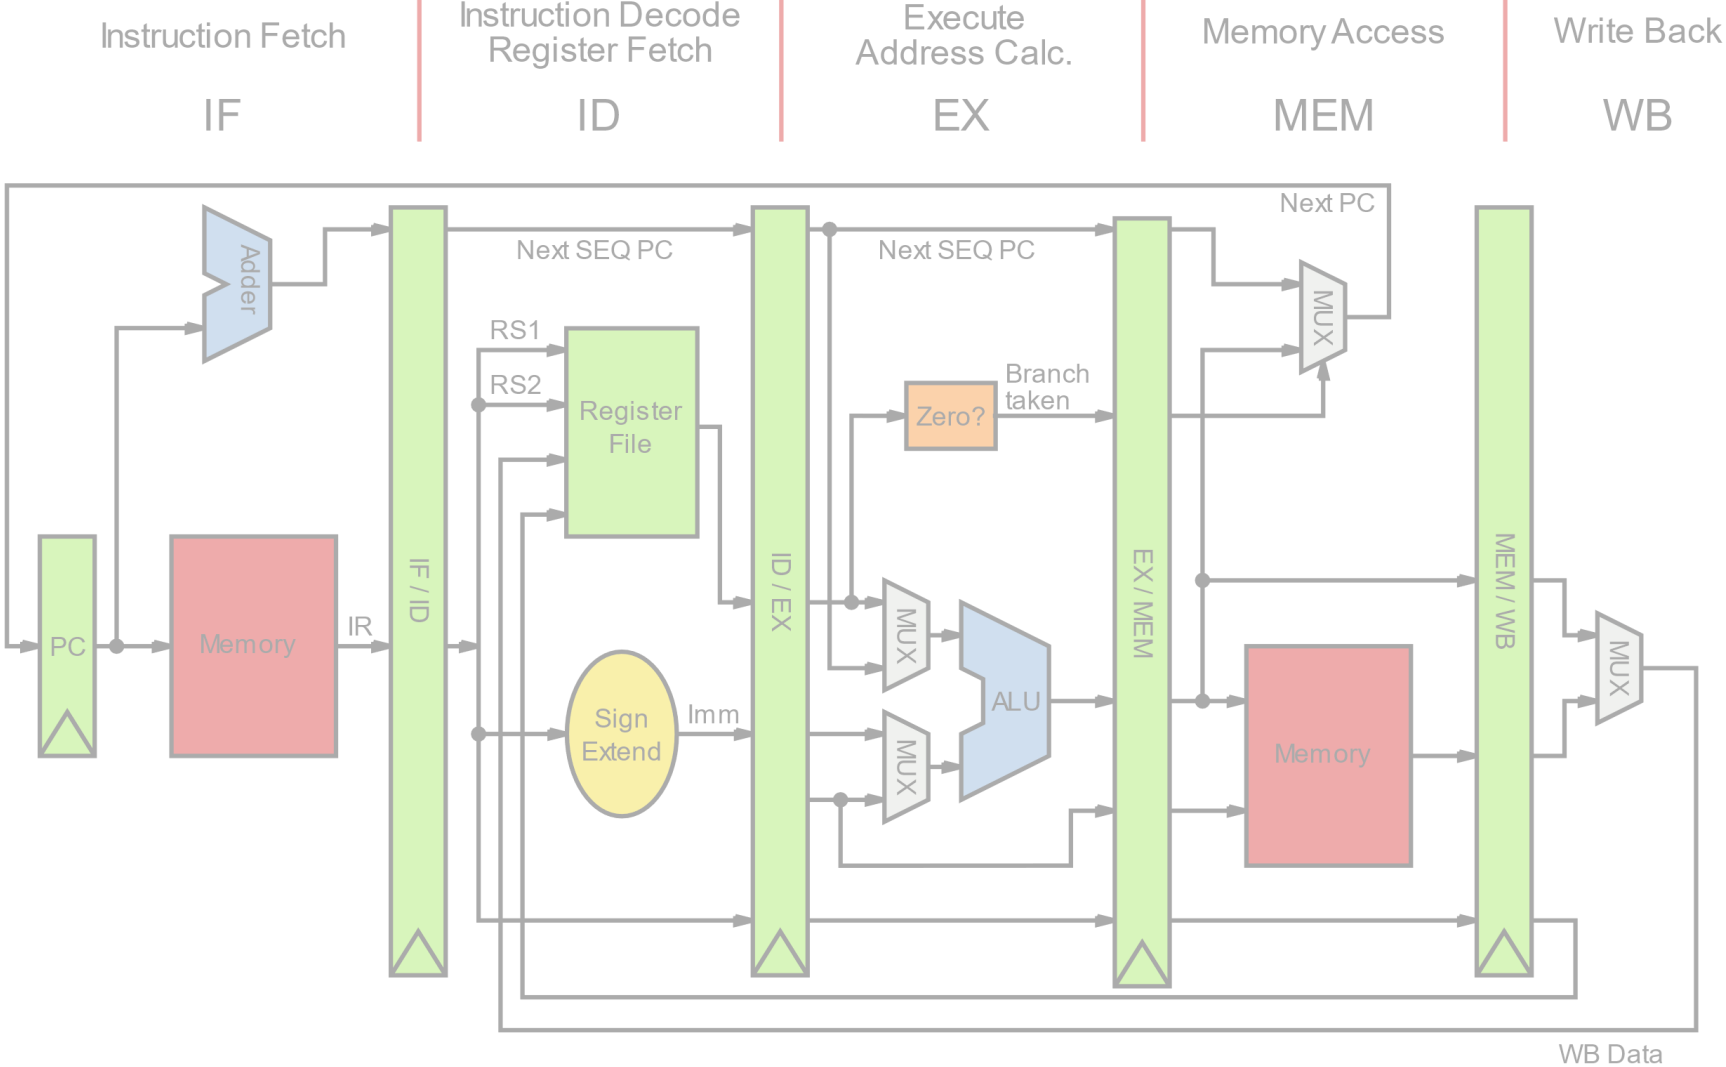 Instruction Fetch
IF
Instruction Decode
Register Fetch
ID
Execute
Address Calc.
EX
Memory Access
MEM
Write Back
WB
Next PC
Adder
Next SEQ PC
Next SEQ PC
MUX
RS1
RS2
Register
File
Branch
taken
Zero?
IF / ID
ID / EX
EX / MEM
MEM / WB
PC
Memory
IR
MUX
ALU
MUX
Sign
Extend
Imm
MUX
Memory
WB Data